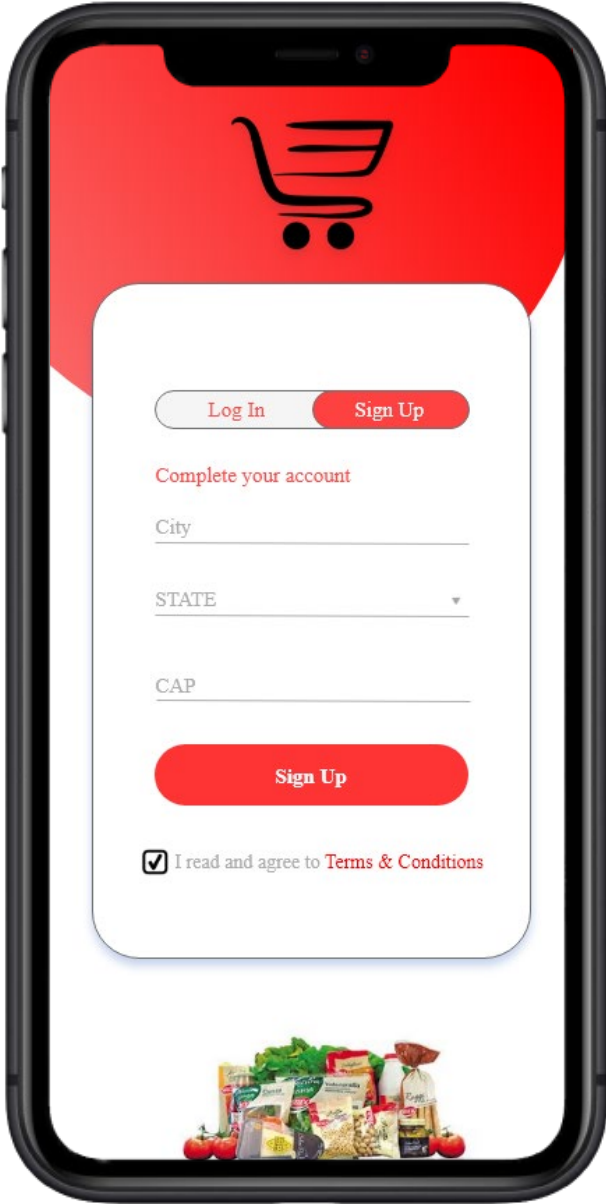 Log In
Sign Up
Complete your account
City
STATE
CAP
Sign Up
I read and agree to Terms & Conditions